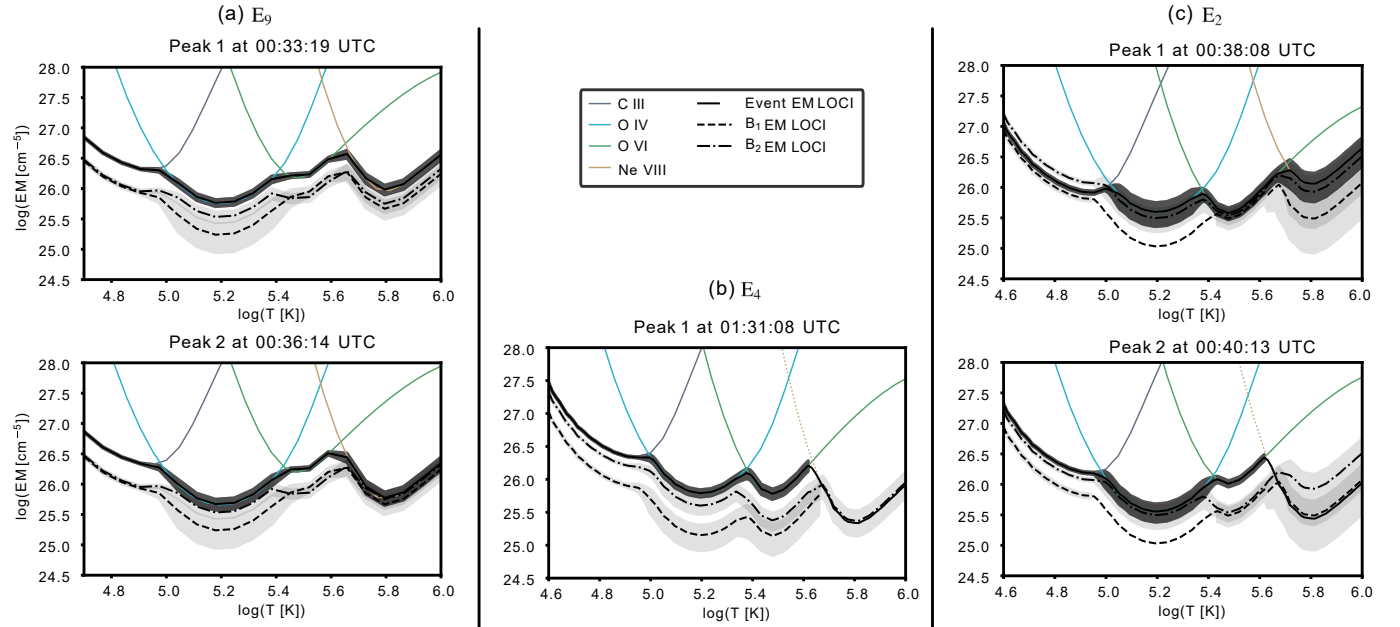 (a) E₉
Peak 1 at 00:33:19 UTC
28.0
27.5
27.0
26.5
26.0
25.5
25.0
24.5
log(EM [cm⁻⁵])
4.8 5.0 5.2 5.4 5.6 5.8 6.0
log(T [K])
Peak 2 at 00:36:14 UTC
28.0
27.5
27.0
26.5
26.0
25.5
25.0
24.5
log(EM [cm⁻⁵])
4.8 5.0 5.2 5.4 5.6 5.8 6.0
log(T [K])
C III
O IV
O VI
Ne VIII
Event EM LOCI
B₁ EM LOCI
B₂ EM LOCI
(b) E₄
Peak 1 at 01:31:08 UTC
28.0
27.5
27.0
26.5
26.0
25.5
25.0
24.5
4.6 4.8 5.0 5.2 5.4 5.6 5.8 6.0
log(T [K])
(c) E₂
Peak 1 at 00:38:08 UTC
28.0
27.5
27.0
26.5
26.0
25.5
25.0
24.5
4.6 4.8 5.0 5.2 5.4 5.6 5.8 6.0
log(T [K])
Peak 2 at 00:40:13 UTC
28.0
27.5
27.0
26.5
26.0
25.5
25.0
24.5
4.6 4.8 5.0 5.2 5.4 5.6 5.8 6.0
log(T [K])